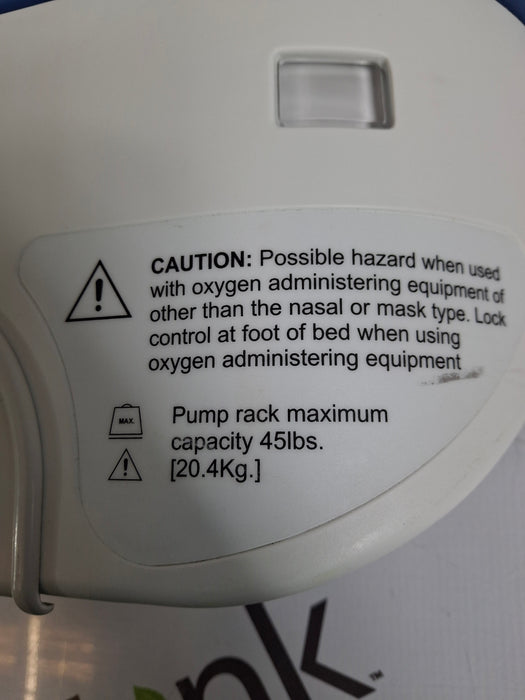 CAUTION: Possible hazard when used
with oxygen administering equipment of
other than the nasal or mask type. Lock
control at foot of bed when using
oxygen administering equipment
MAX.
Pump rack maximum
capacity 45lbs.
[20.4Kg.]
nk™